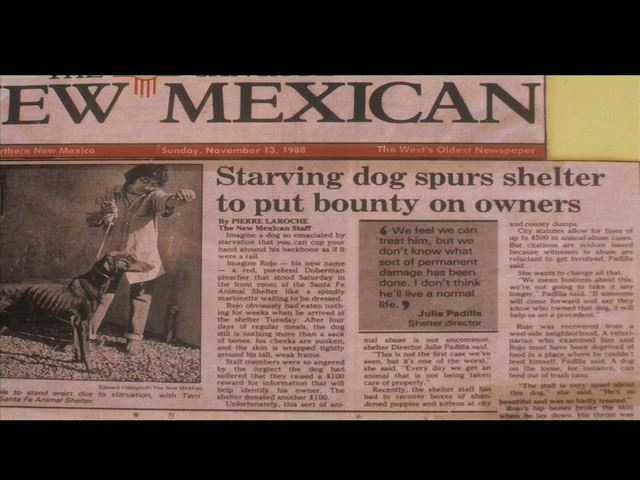 THE
EW MEXICAN
thern New Mexico
Sunday, November 13, 1988
The West's Oldest Newspaper
Starving dog spurs shelter
to put bounty on owners
By PIERRE LAROCHE
The New Mexican Staff
Imagine a dog so emaciated by
starvation that you can cup your
hand around his backbone as if it
were a rail.
Imagine Rojo — his new name
— a red, purebred Doberman
pinscher that stood Saturday in
the front room of the Santa Fe
Animal Shelter like a spindly
marionette waiting to be dressed.
Rojo obviously had eaten noth-
ing for weeks when he arrived at
the shelter Tuesday. After four
days of regular meals, the dog
still is nothing more than a sack
of bones; his cheeks are sunken,
and the skin is wrapped tightly
around his tall, weak frame.
Staff members were so angered
by the neglect the dog had
suffered that they raised a $100
reward for information that will
help identify his owner. The
shelter donated another $100.
Unfortunately, this sort of ani-
‘ We feel we can
treat him, but we
don't know what
sort of permanent
damage has been
done. I don't think
he'll live a normal
life. ’
Julie Padilla
Shelter director
mal abuse is not uncommon,
shelter Director Julie Padilla said.
"This is not the first case we've
seen, but it's one of the worst,"
she said. "Every day we get an
animal that is not being taken
care of properly."
Recently, the shelter staff has
had to recover boxes of aban-
doned puppies and kittens at city
and county dumps.
City statutes allow for fines of
up to $500 in animal-abuse cases.
But citations are seldom issued
because witnesses to abuse are
reluctant to get involved, Padilla
said.
She wants to change all that.
"We mean business about this;
we're not going to take it any
longer," Padilla said. "If someone
will come forward and say they
know who owned that dog, it will
help us set a precedent."
Rojo was recovered from a
west-side neighborhood. A veteri-
narian who examined him said
Rojo must have been deprived of
food in a place where he couldn't
feed himself, Padilla said. A dog
on the loose, for instance, can
feed out of trash cans.
"The staff is very upset about
this dog," she said. "He's so
beautiful and was so badly treated."
Rojo's hip bones broke the skin
when he lay down. His throat was
Edward Vidinghoff/The New Mexican
le to stand erect due to starvation, with Terri
Santa Fe Animal Shelter.